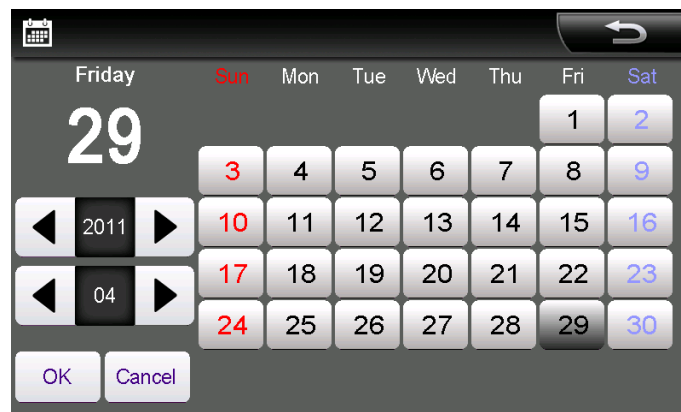 Friday
29
2011
04
OK Cancel
Sun Mon Tue Wed Thu Fri Sat
1 2
3 4 5 6 7 8 9
10 11 12 13 14 15 16
17 18 19 20 21 22 23
24 25 26 27 28 29 30